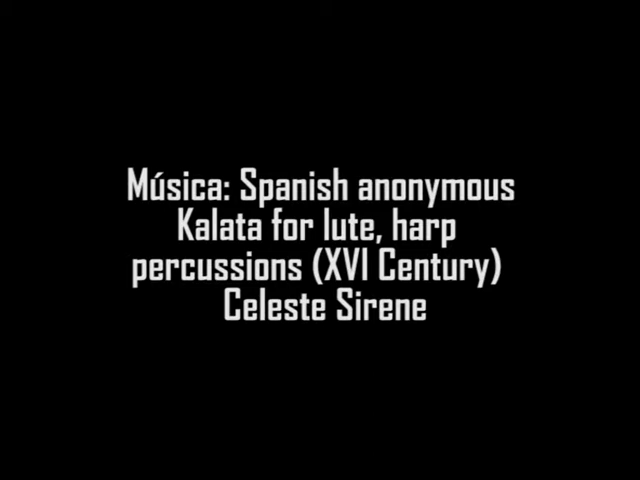 Música: Spanish anonymous
Kalata for lute, harp
percussions (XVI Century)
Celeste Sirene